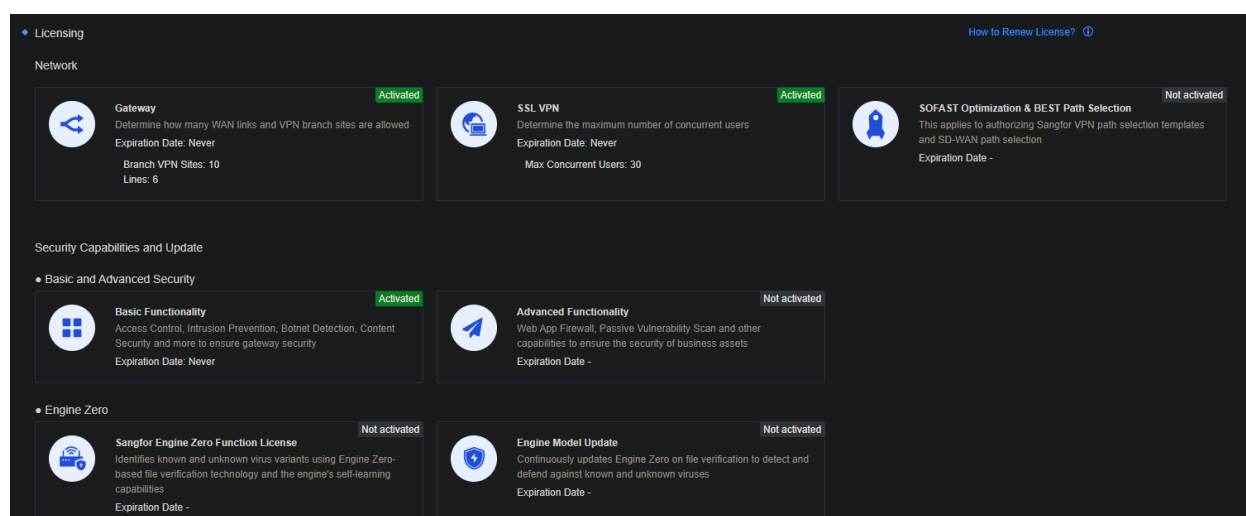 Licensing
How to Renew License?
Network
Activated
Gateway
Determine how many WAN links and VPN branch sites are allowed
Expiration Date: Never
Branch VPN Sites: 10
Lines: 6
Activated
SSL VPN
Determine the maximum number of concurrent users
Expiration Date: Never
Max Concurrent Users: 30
Not activated
SOFAST Optimization & BEST Path Selection
This applies to authorizing Sangfor VPN path selection templates
and SD-WAN path selection
Expiration Date -
Security Capabilities and Update
● Basic and Advanced Security
Activated
Basic Functionality
Access Control, Intrusion Prevention, Botnet Detection, Content
Security and more to ensure gateway security
Expiration Date: Never
Not activated
Advanced Functionality
Web App Firewall, Passive Vulnerability Scan and other
capabilities to ensure the security of business assets
Expiration Date -
● Engine Zero
Not activated
Sangfor Engine Zero Function License
Identifies known and unknown virus variants using Engine Zero-
based file verification technology and the engine's self-learning
capabilities
Expiration Date -
Not activated
Engine Model Update
Continuously updates Engine Zero on file verification to detect and
defend against known and unknown viruses
Expiration Date -